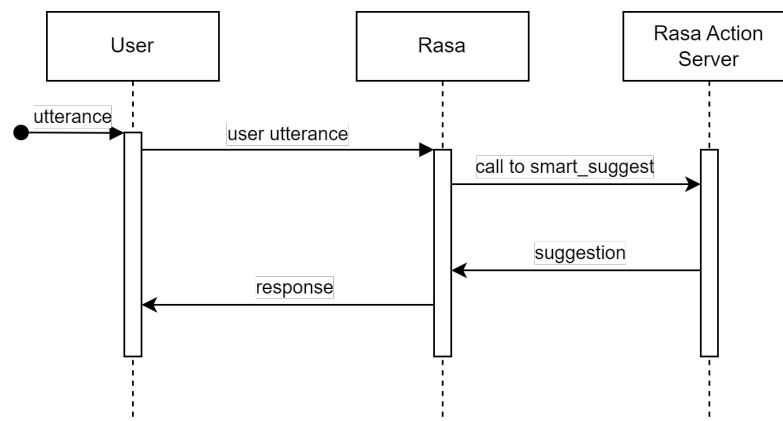 User
Rasa
Rasa Action
Server
utterance
user utterance
call to smart_suggest
suggestion
response